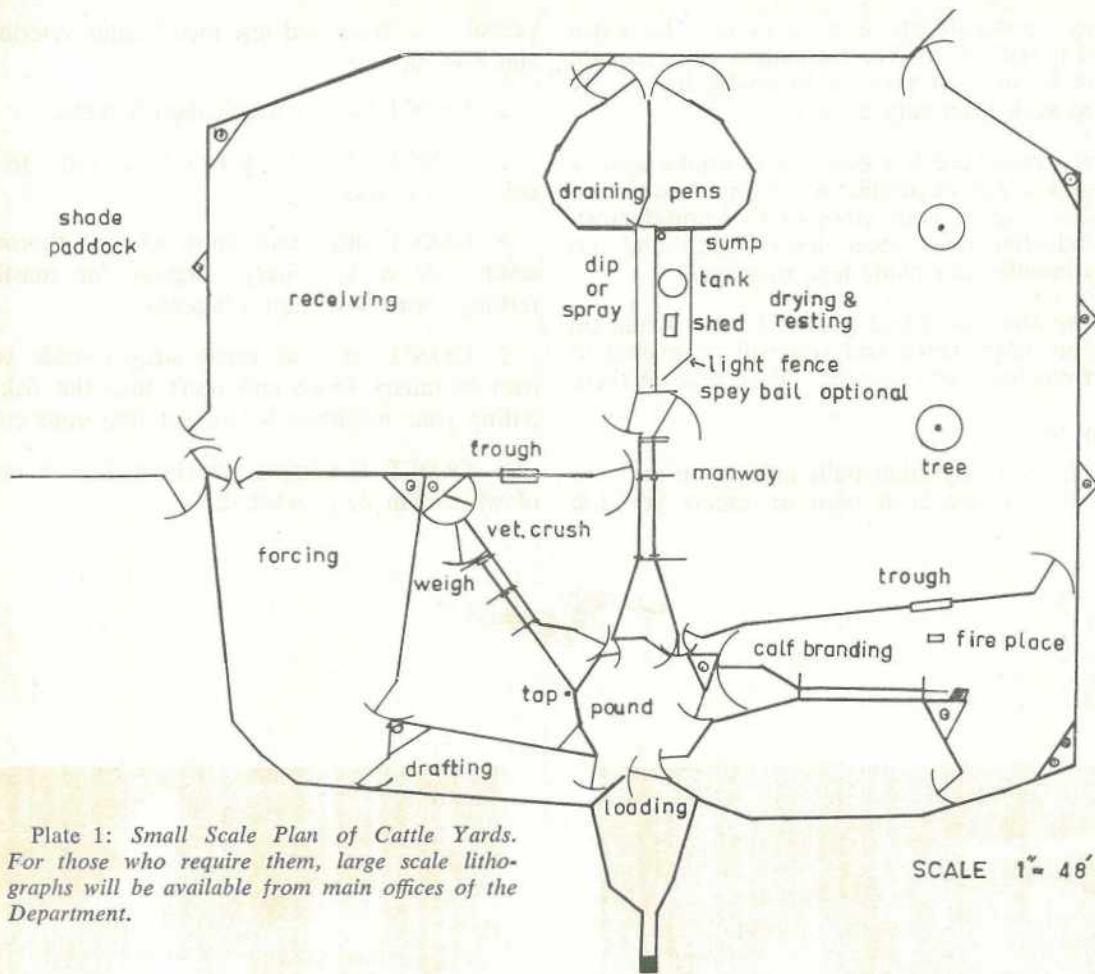 shade
paddock
receiving
draining pens
dip
or
spray
sump
tank
shed
drying &
resting
light fence
spey bail optional
tree
trough
manway
vet. crush
forcing
weigh
trough
fire place
calf branding
tap
pound
drafting
loading
Plate 1: Small Scale Plan of Cattle Yards.
For those who require them, large scale litho-
graphs will be available from main offices of the
Department.
SCALE 1"= 48'